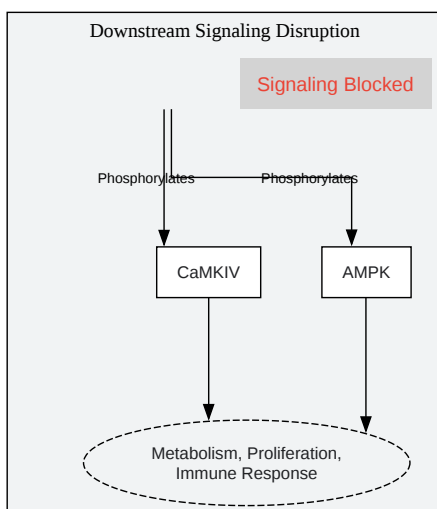 Downstream Signaling Disruption
Signaling Blocked
Phosphorylates
Phosphorylates
CaMKIV
AMPK
Metabolism, Proliferation,
Immune Response